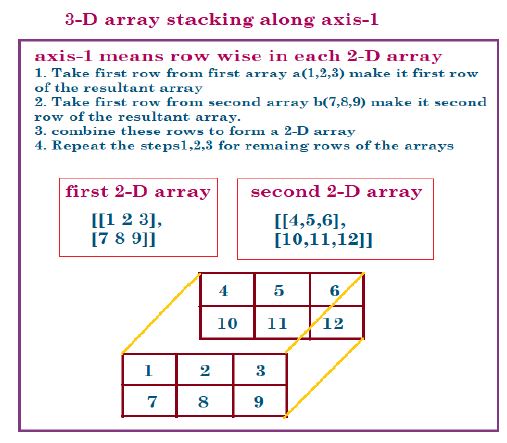 3-D array stacking along axis-1
axis-1 means row wise in each 2-D array
1. Take first row from first array a(1,2,3) make it first row
of the resultant array
2. Take first row from second array b(7,8,9) make it second
row of the resultant array.
3. combine these rows to form a 2-D array
4. Repeat the steps1,2,3 for remaing rows of the arrays
first 2-D array
[[1 2 3],
[7 8 9]]
second 2-D array
[[4,5,6],
[10,11,12]]
4 5 6
10 11 12
1 2 3
7 8 9